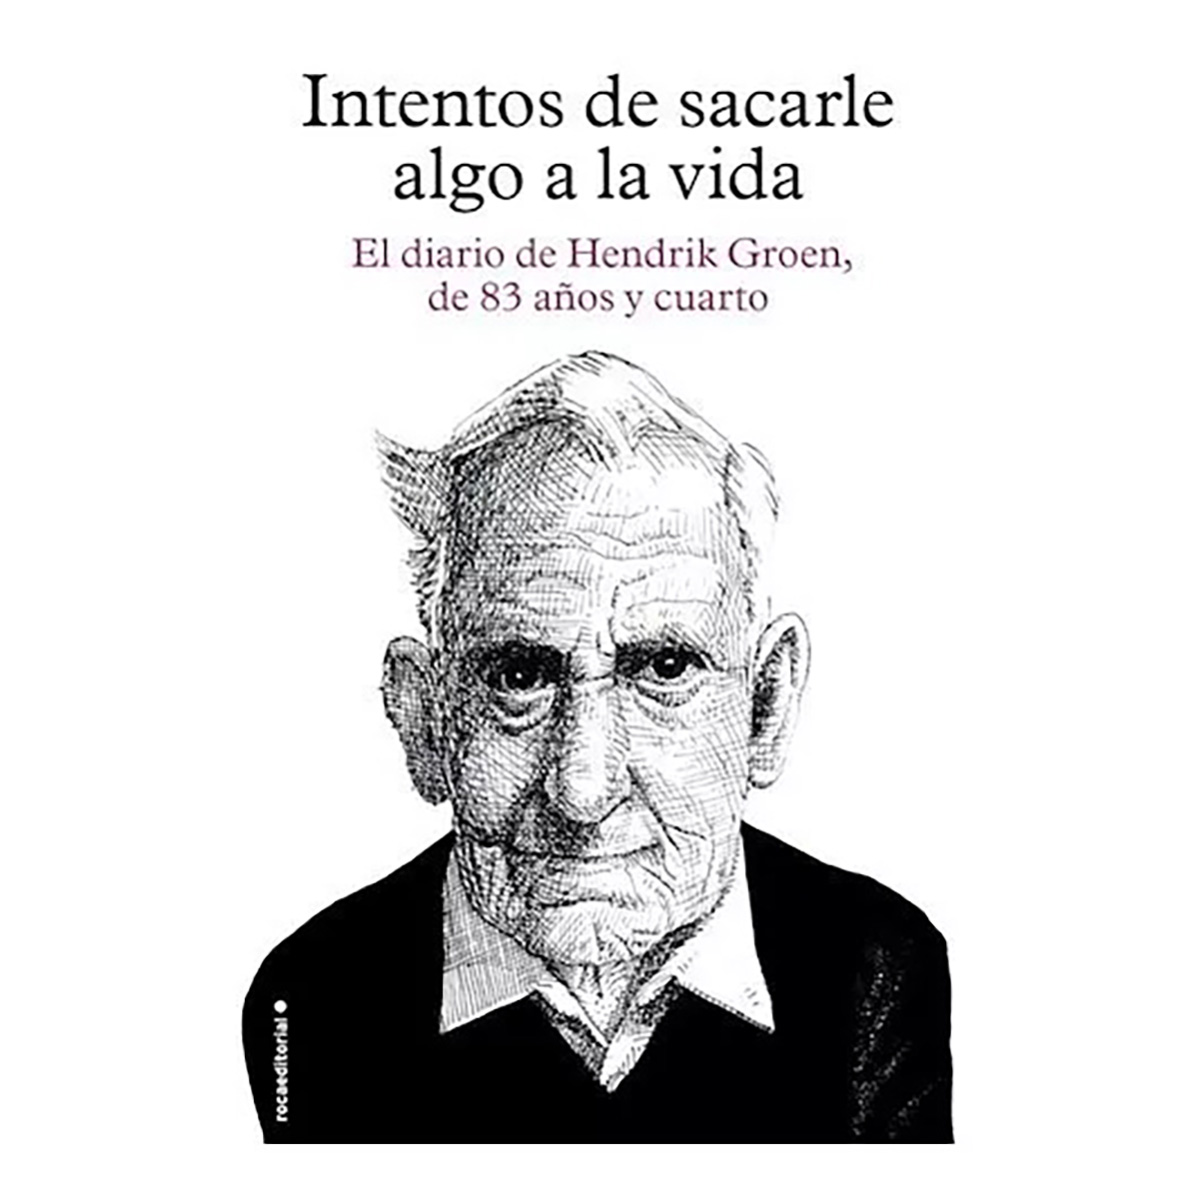 Intentos de sacarle
algo a la vida
El diario de Hendrik Groen,
de 83 años y cuarto
rocaeditorial